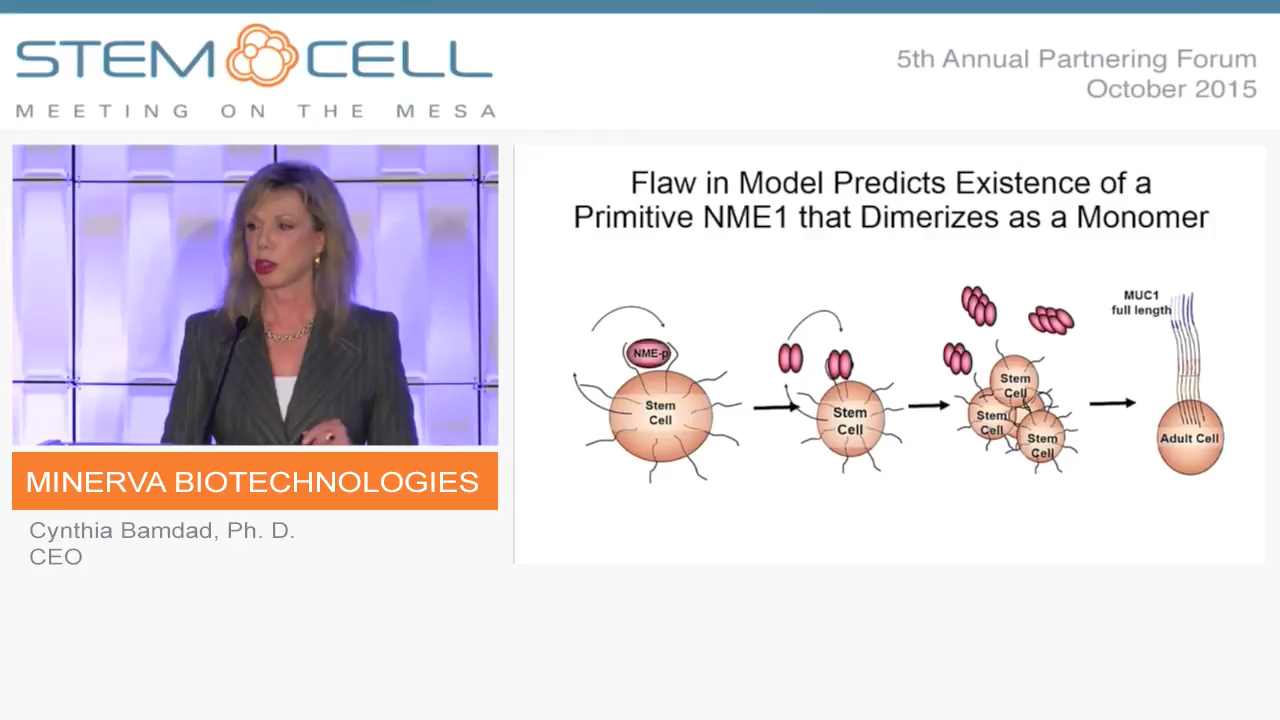 STEM CELL
MEETING ON THE MESA
5th Annual Partnering Forum
October 2015
MINERVA BIOTECHNOLOGIES
Cynthia Bamdad, Ph. D.
CEO
Flaw in Model Predicts Existence of a
Primitive NME1 that Dimerizes as a Monomer
NME-p
Stem
Cell
Stem
Cell
Stem
Cell
Stem
Cell
Stem
Cell
MUC1
full length
Adult Cell